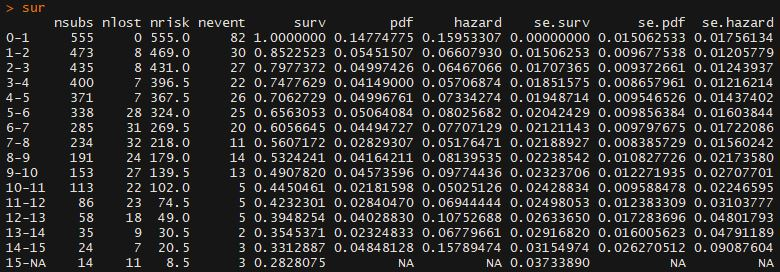 > sur
nsubs nlost nrisk nevent surv pdf hazard se.surv se.pdf se.hazard
0-1 555 0 555.0 82 1.0000000 0.14774775 0.15953307 0.00000000 0.015062533 0.01756134
1-2 473 8 469.0 30 0.8522523 0.05451507 0.06607930 0.01506253 0.009677538 0.01205779
2-3 435 8 431.0 27 0.7977372 0.04997426 0.06467066 0.01707365 0.009372661 0.01243937
3-4 400 7 396.5 22 0.7477629 0.04149000 0.05706874 0.01851575 0.008657961 0.01216214
4-5 371 7 367.5 26 0.7062729 0.04996761 0.07334274 0.01948714 0.009546526 0.01437402
5-6 338 28 324.0 25 0.6563053 0.05064084 0.08025682 0.02042429 0.009856384 0.01603844
6-7 285 31 269.5 20 0.6056645 0.04494727 0.07707129 0.02121143 0.009797675 0.01722086
7-8 234 32 218.0 11 0.5607172 0.02829307 0.05176471 0.02188927 0.008385729 0.01560242
8-9 191 24 179.0 14 0.5324241 0.04164211 0.08139535 0.02238542 0.010827726 0.02173580
9-10 153 27 139.5 13 0.4907820 0.04573596 0.09774436 0.02323706 0.012271935 0.02707701
10-11 113 22 102.0 5 0.4450461 0.02181598 0.05025126 0.02428834 0.009588478 0.02246595
11-12 86 23 74.5 5 0.4232301 0.02840470 0.06944444 0.02498053 0.012383309 0.03103777
12-13 58 18 49.0 5 0.3948254 0.04028830 0.10752688 0.02633650 0.017283696 0.04801793
13-14 35 9 30.5 2 0.3545371 0.02324833 0.06779661 0.02916820 0.016005623 0.04791189
14-15 24 7 20.5 3 0.3312887 0.04848128 0.15789474 0.03154974 0.026270512 0.09087604
15-NA 14 11 8.5 3 0.2828075 NA NA 0.03733890 NA NA